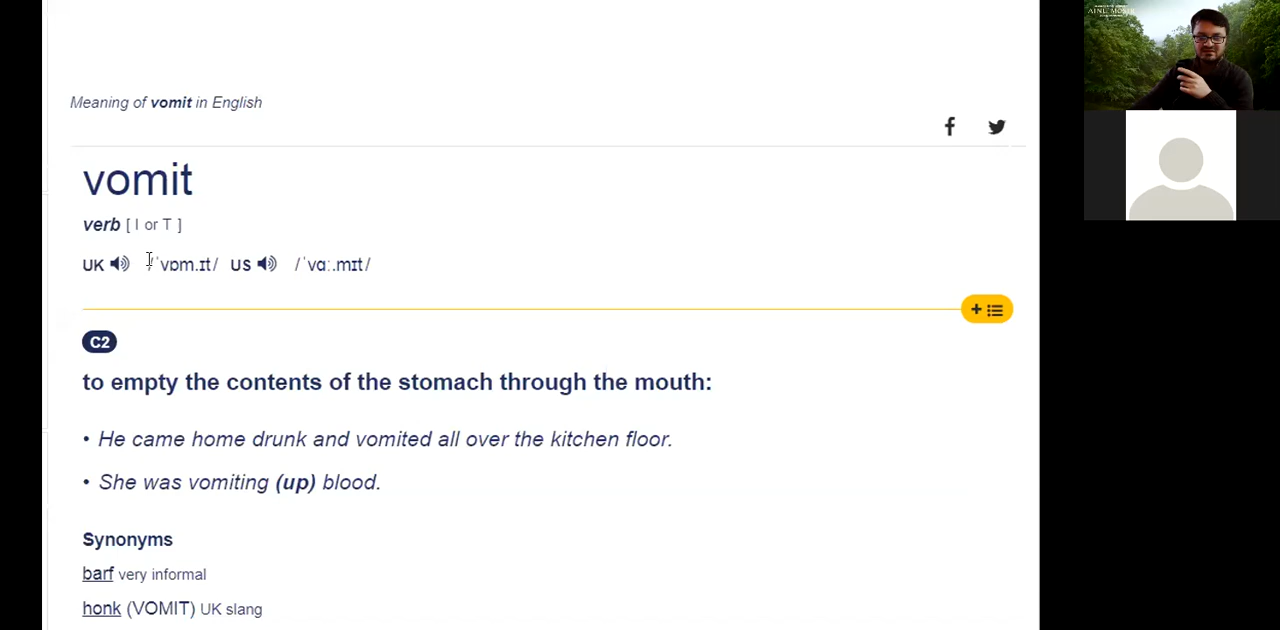 Meaning of vomit in English
vomit
verb [ I or T ]
UK /ˈvɒm.ɪt/ US /ˈvɑː.mɪt/
C2
to empty the contents of the stomach through the mouth:
• He came home drunk and vomited all over the kitchen floor.
• She was vomiting (up) blood.
Synonyms
barf very informal
honk (VOMIT) UK slang